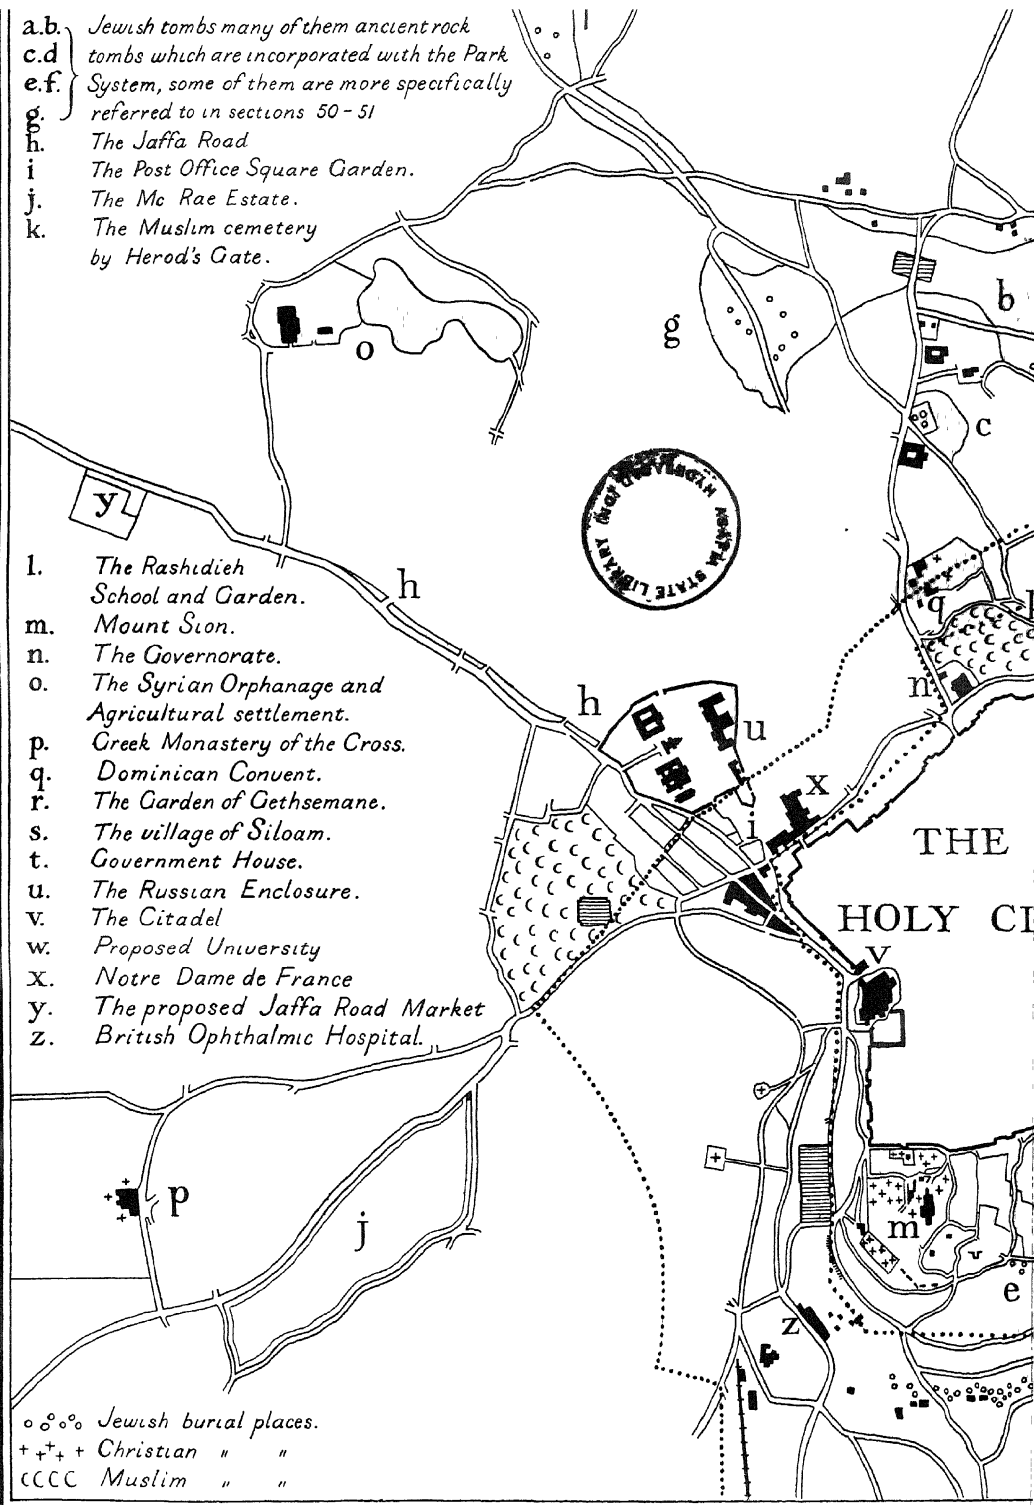 a.b. Jewish tombs many of them ancient rock
c.d tombs which are incorporated with the Park
e.f. System, some of them are more specifically
g. referred to in sections 50-51
h. The Jaffa Road
i The Post Office Square Garden.
j. The Mc Rae Estate.
k. The Muslim cemetery
by Herod's Gate.
b
g
o
c
y
l. The Rashidieh
School and Garden.
m. Mount Sion.
n. The Governorate.
o. The Syrian Orphanage and
Agricultural settlement.
p. Greek Monastery of the Cross.
q. Dominican Convent.
r. The Garden of Gethsemane.
s. The village of Siloam.
t. Government House.
u. The Russian Enclosure.
v. The Citadel
w. Proposed University
x. Notre Dame de France
y. The proposed Jaffa Road Market
z. British Ophthalmic Hospital.
STATE LIBRARY
HYDERABAD
h
q
n
h
u
x
i
THE
HOLY CI
v
p
j
m
e
z
Jewish burial places.
Christian " "
Muslim " "